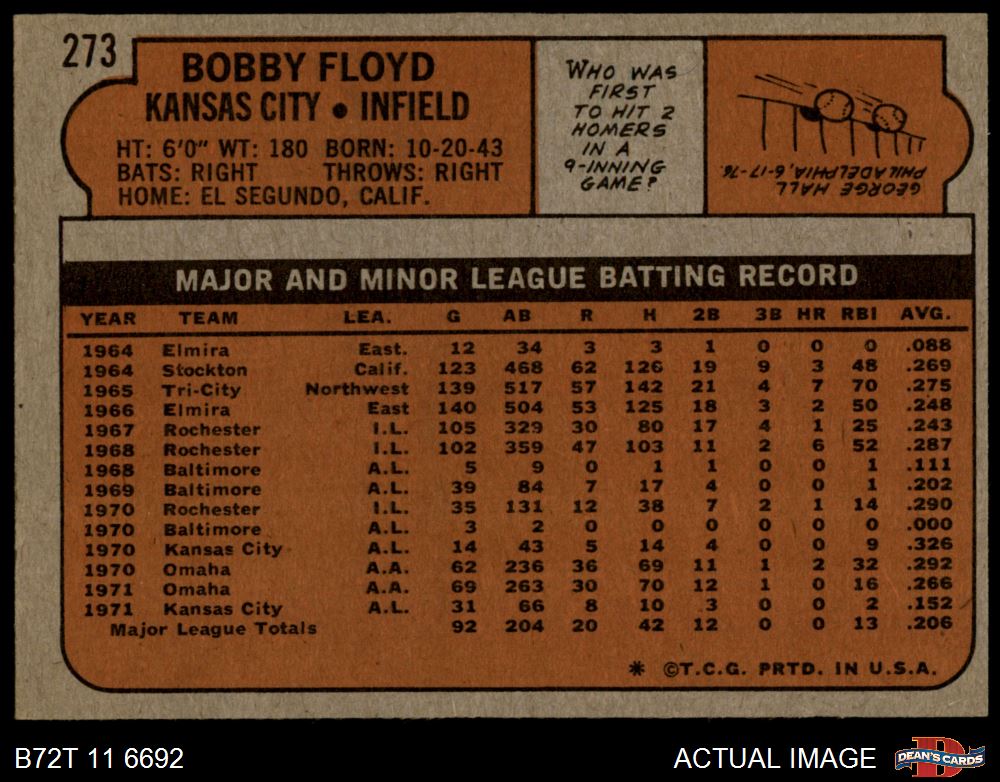 273
BOBBY FLOYD
KANSAS CITY • INFIELD
HT: 6'0" WT: 180 BORN: 10-20-43
BATS: RIGHT THROWS: RIGHT
HOME: EL SEGUNDO, CALIF.
WHO WAS
FIRST
TO HIT 2
HOMERS
IN A
9-INNING
GAME?
GEORGE HALL
PHILADELPHIA, 6-17-76.
MAJOR AND MINOR LEAGUE BATTING RECORD
YEAR TEAM LEA. G AB R H 2B 3B HR RBI AVG.
1964 Elmira East. 12 34 3 3 1 0 0 0 .088
1964 Stockton Calif. 123 468 62 126 19 9 3 48 .269
1965 Tri-City Northwest 139 517 57 142 21 4 7 70 .275
1966 Elmira East 140 504 53 125 18 3 2 50 .248
1967 Rochester I.L. 105 329 30 80 17 4 1 25 .243
1968 Rochester I.L. 102 359 47 103 11 2 6 52 .287
1968 Baltimore A.L. 5 9 0 1 1 0 0 1 .111
1969 Baltimore A.L. 39 84 7 17 4 0 0 1 .202
1970 Rochester I.L. 35 131 12 38 7 2 1 14 .290
1970 Baltimore A.L. 3 2 0 0 0 0 0 0 .000
1970 Kansas City A.L. 14 43 5 14 4 0 0 9 .326
1970 Omaha A.A. 62 236 36 69 11 1 2 32 .292
1971 Omaha A.A. 69 263 30 70 12 1 0 16 .266
1971 Kansas City A.L. 31 66 8 10 3 0 0 2 .152
Major League Totals 92 204 20 42 12 0 0 13 .206
* ©T.C.G. PRTD. IN U.S.A.
B72T 11 6692
ACTUAL IMAGE
D
DEAN'S CARDS